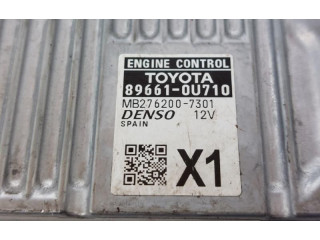 ENGINE CONTROL
TOYOTA
89661-0U710
MB276200-7301
DENSO 12V
SPAIN
X1